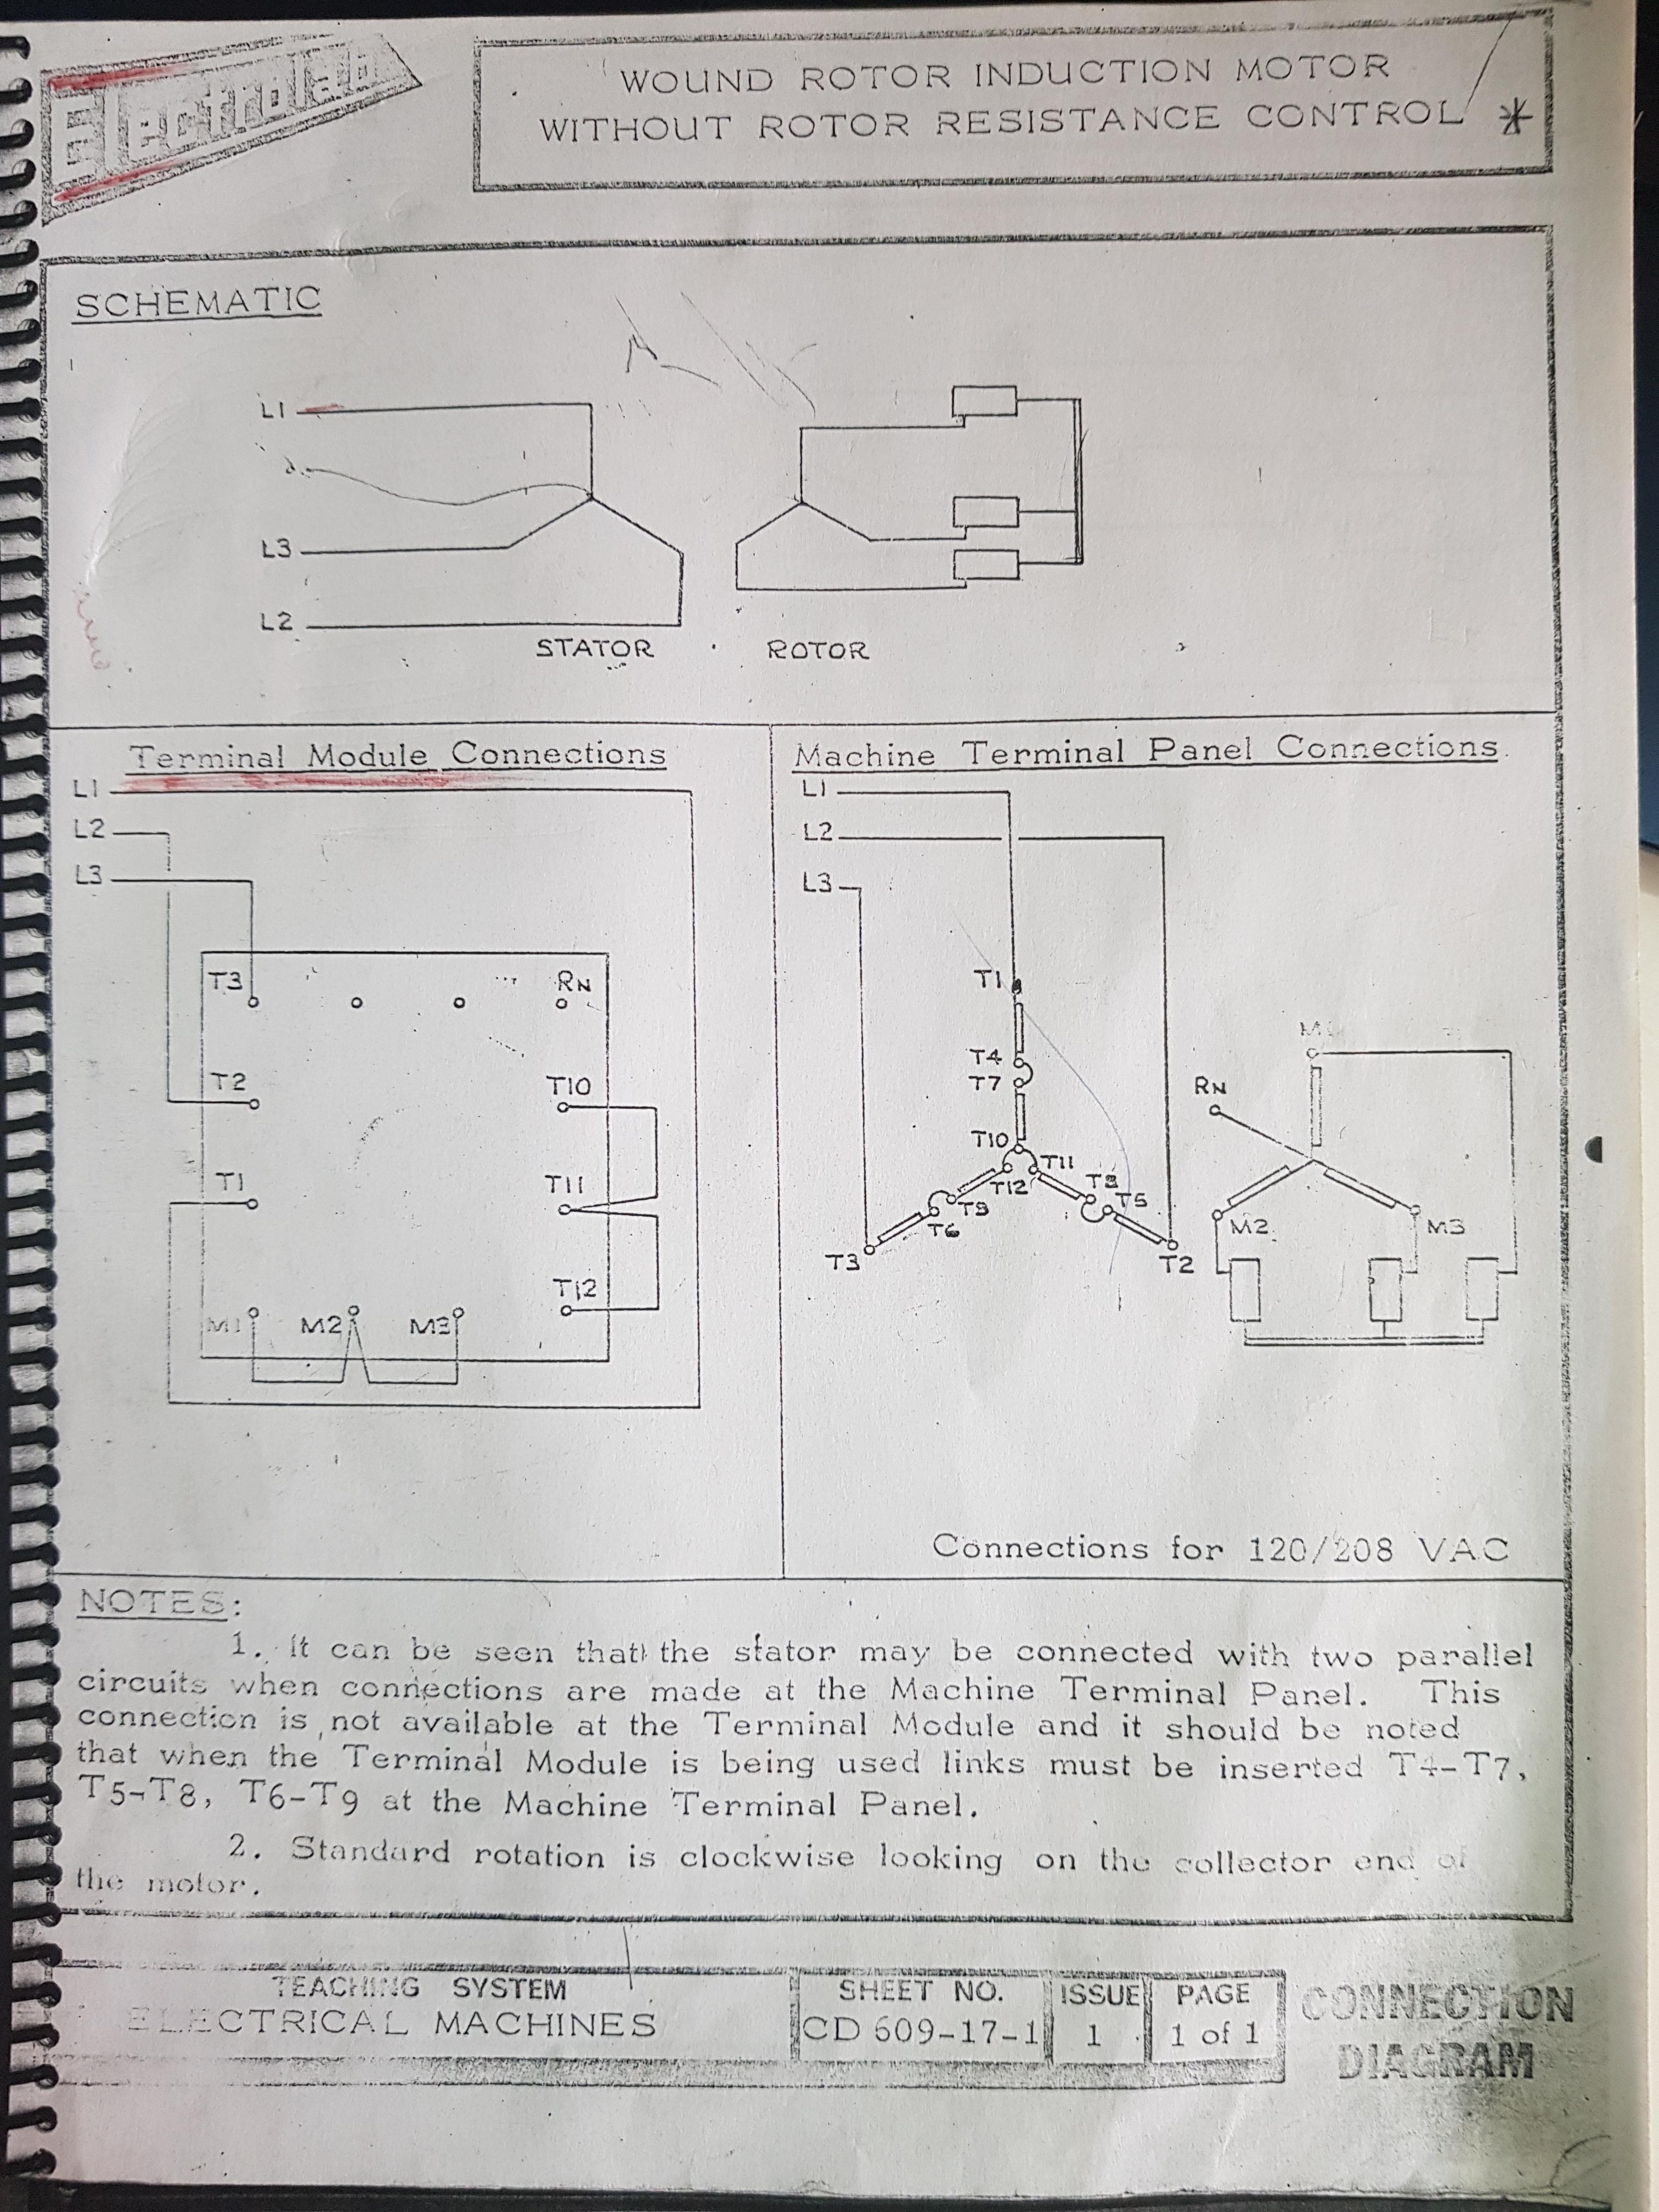 Electrolab
WOUND ROTOR INDUCTION MOTOR
WITHOUT ROTOR RESISTANCE CONTROL *
SCHEMATIC
L1
L3
L2
STATOR
ROTOR
Terminal Module Connections
L1
L2
L3
T3
RN
T2
T10
T1
T11
T12
M1
M2
M3
Machine Terminal Panel Connections.
L1
L2
L3
T1
T4
T7
T10
T11
T12
T8
T5
T9
T6
T3
T2
M1
RN
M2
M3
Connections for 120/208 VAC
NOTES:
1. It can be seen that the stator may be connected with two parallel
circuits when connections are made at the Machine Terminal Panel. This
connection is not available at the Terminal Module and it should be noted
that when the Terminal Module is being used links must be inserted T4-T7,
T5-T8, T6-T9 at the Machine Terminal Panel.
2. Standard rotation is clockwise looking on the collector end of
the motor.
TEACHING SYSTEM
ELECTRICAL MACHINES
SHEET NO.
CD 609-17-1
ISSUE
1
PAGE
1 of 1
CONNECTION
DIAGRAM